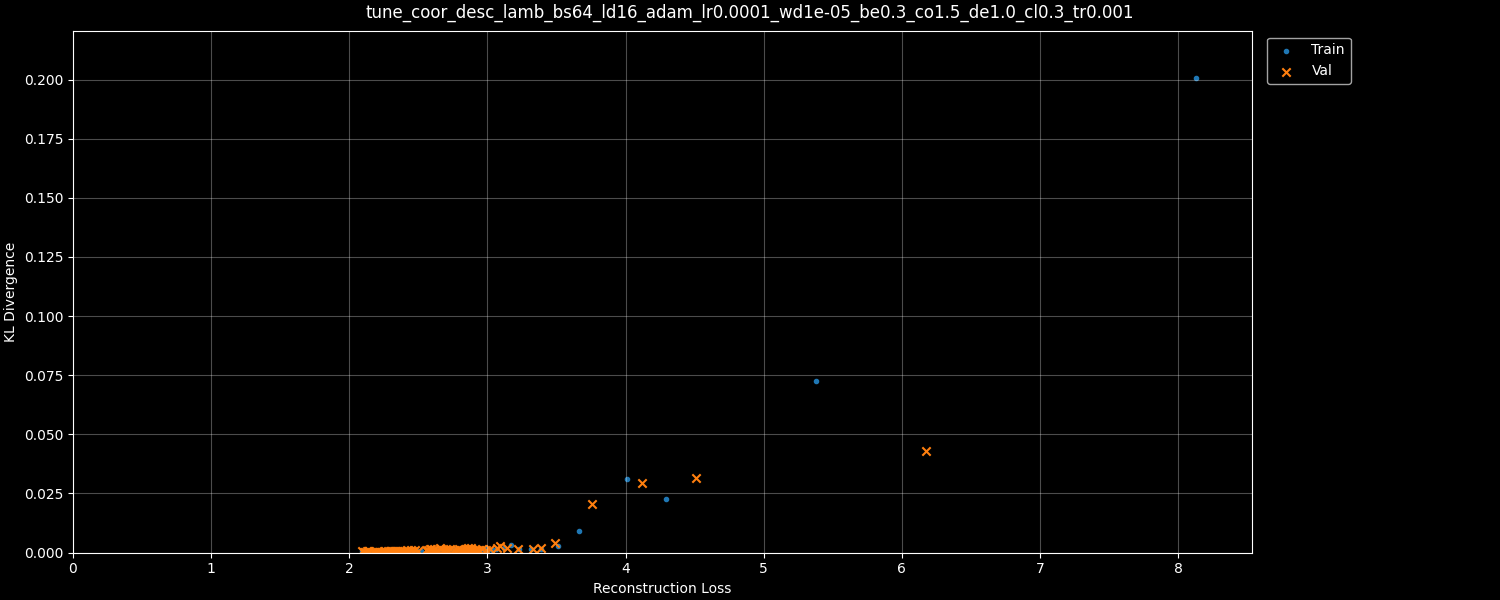 tune_coor_desc_lamb_bs64_ld16_adam_lr0.0001_wd1e-05_be0.3_co1.5_de1.0_cl0.3_tr0.001
Train
Val
KL Divergence
0.200
0.175
0.150
0.125
0.100
0.075
0.050
0.025
0.000
0 1 2 3 4 5 6 7 8
Reconstruction Loss